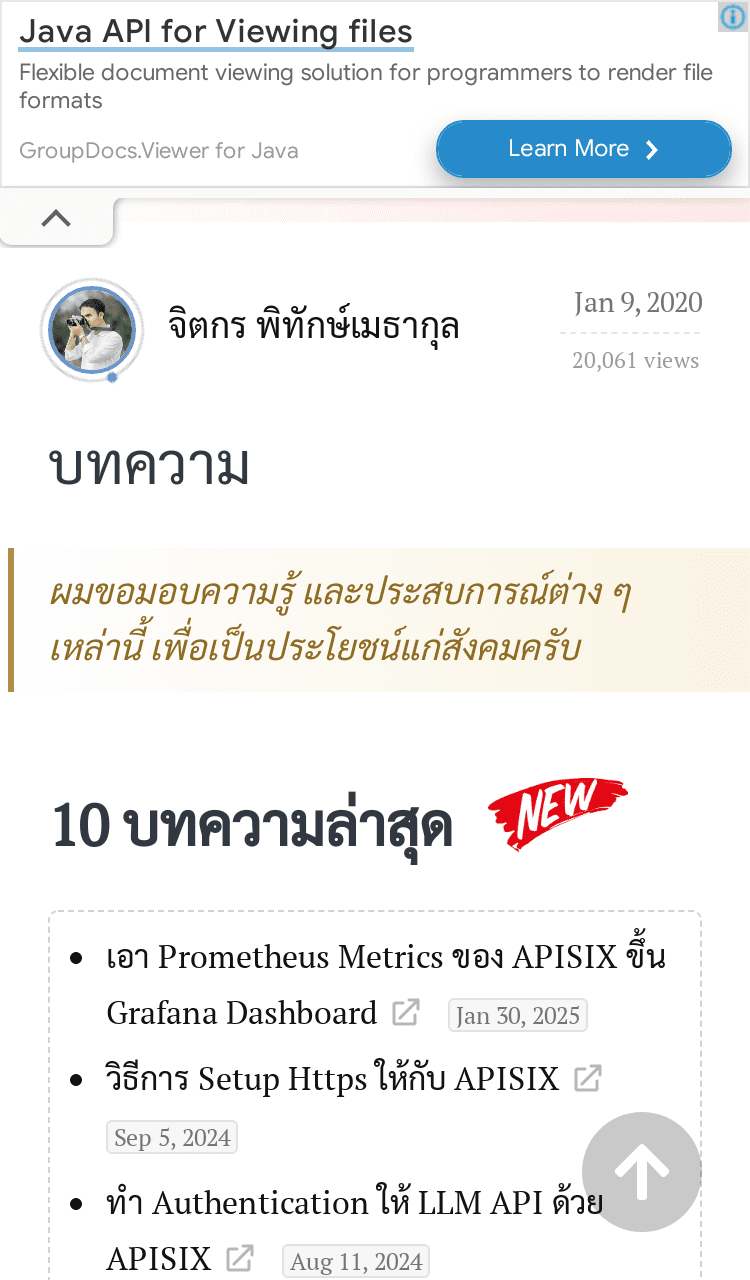 Java API for Viewing files
Flexible document viewing solution for programmers to render file
formats
GroupDocs.Viewer for Java
Learn More
จิตกร พิทักษ์เมธากุล
Jan 9, 2020
20,061 views
บทความ
ผมขอมอบความรู้ และประสบการณ์ต่าง ๆ
เหล่านี้ เพื่อเป็นประโยชน์แก่สังคมครับ
10 บทความล่าสุด NEW
เอา Prometheus Metrics ของ APISIX ขึ้น
Grafana Dashboard Jan 30, 2025
วิธีการ Setup Https ให้กับ APISIX
Sep 5, 2024
ทำ Authentication ให้ LLM API ด้วย
APISIX Aug 11, 2024